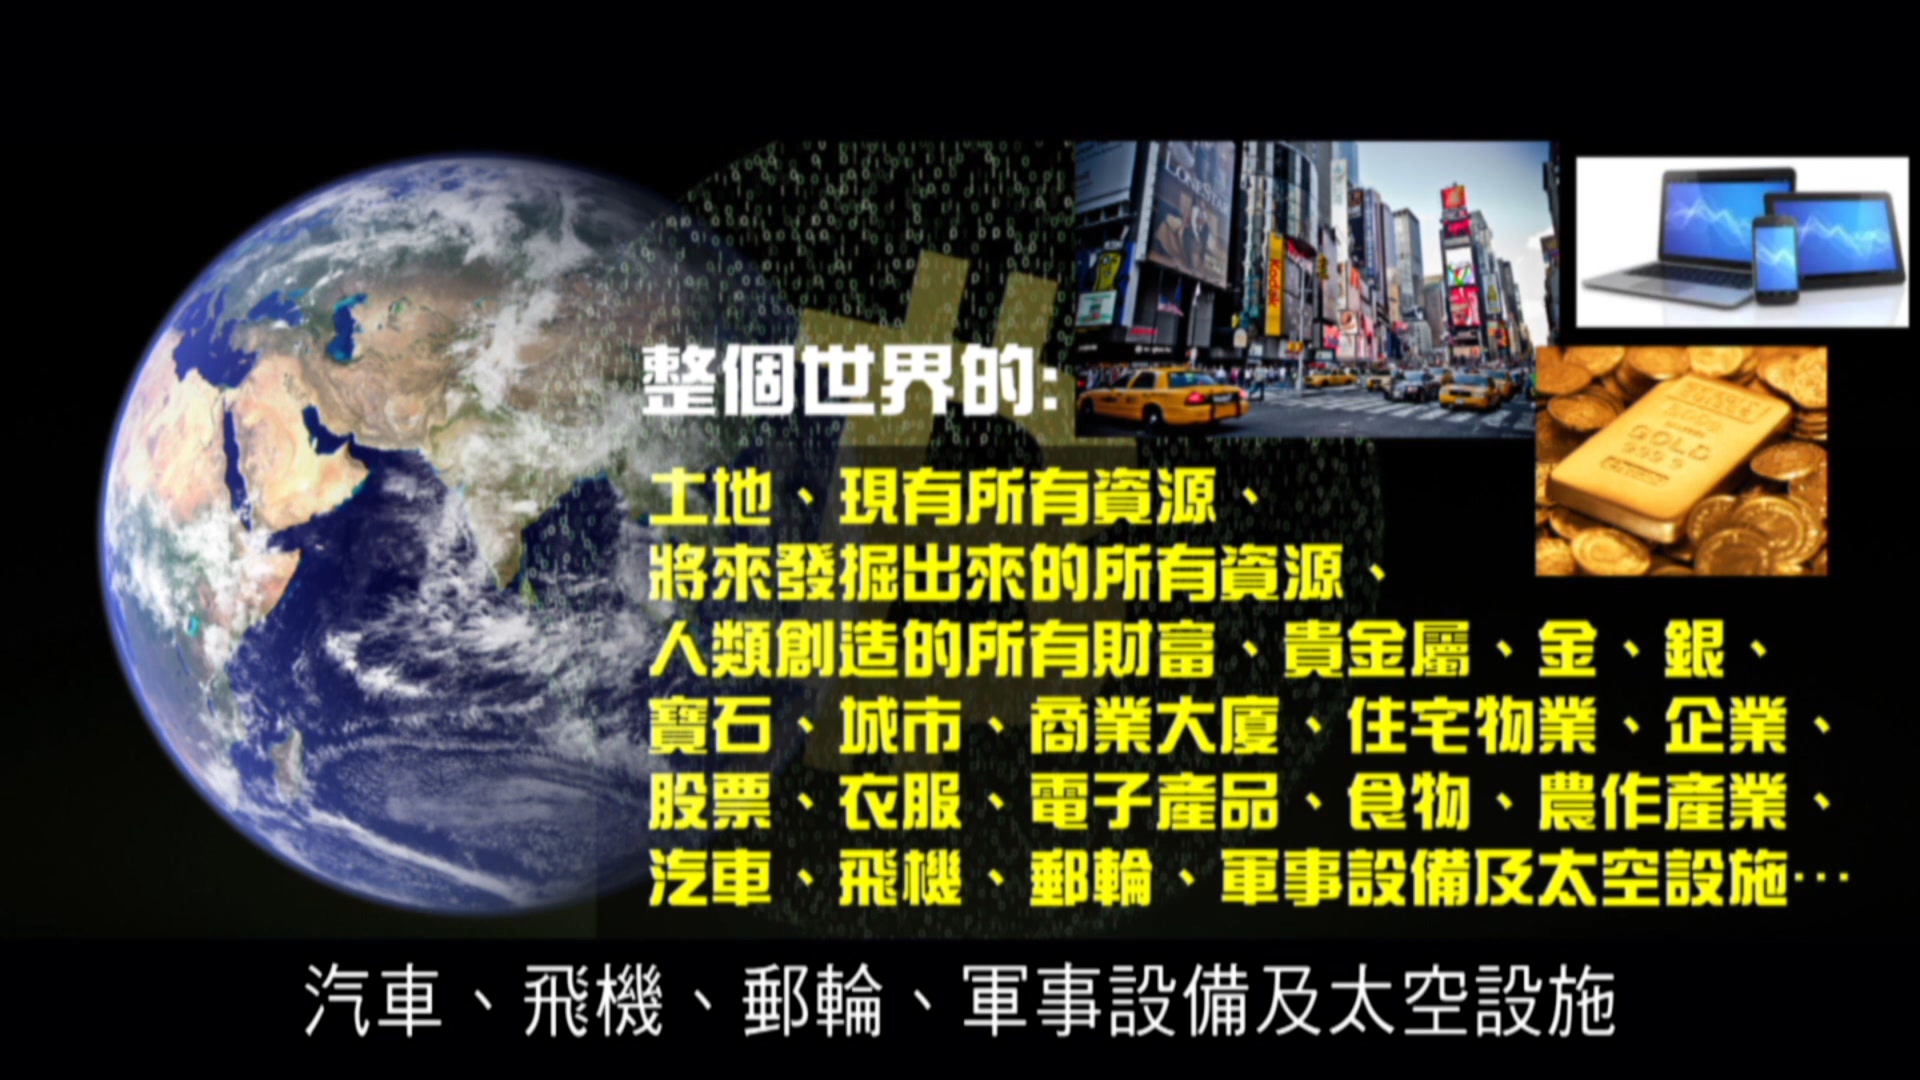 整個世界的:
土地、現有所有資源、
將來發掘出來的所有資源、
人類創造的所有財富、貴金屬、金、銀、
寶石、城市、商業大廈、住宅物業、企業、
股票、衣服、電子產品、食物、農作產業、
汽車、飛機、郵輪、軍事設備及太空設施…
LONESTAR
Kodak
GOLD
999.9
汽車、飛機、郵輪、軍事設備及太空設施